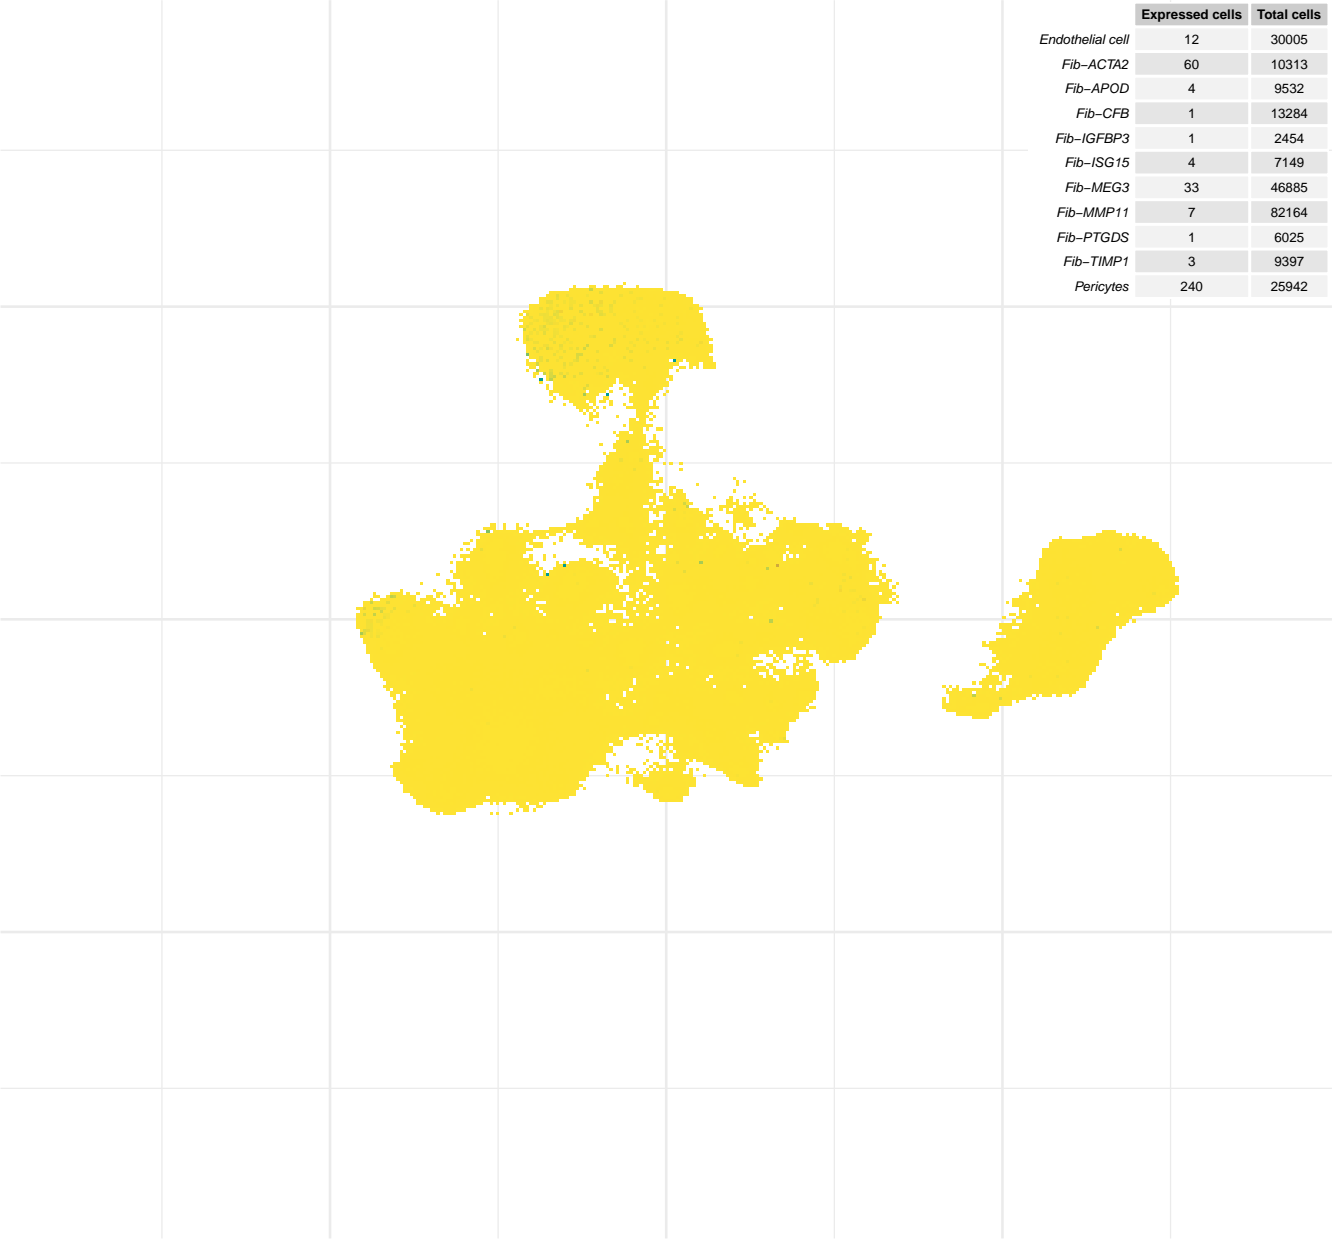 Expressed cells Total cells
Endothelial cell 12 30005
Fib−ACTA2 60 10313
Fib−APOD 4 9532
Fib−CFB 1 13284
Fib−IGFBP3 1 2454
Fib−ISG15 4 7149
Fib−MEG3 33 46885
Fib−MMP11 7 82164
Fib−PTGDS 1 6025
Fib−TIMP1 3 9397
Pericytes 240 25942